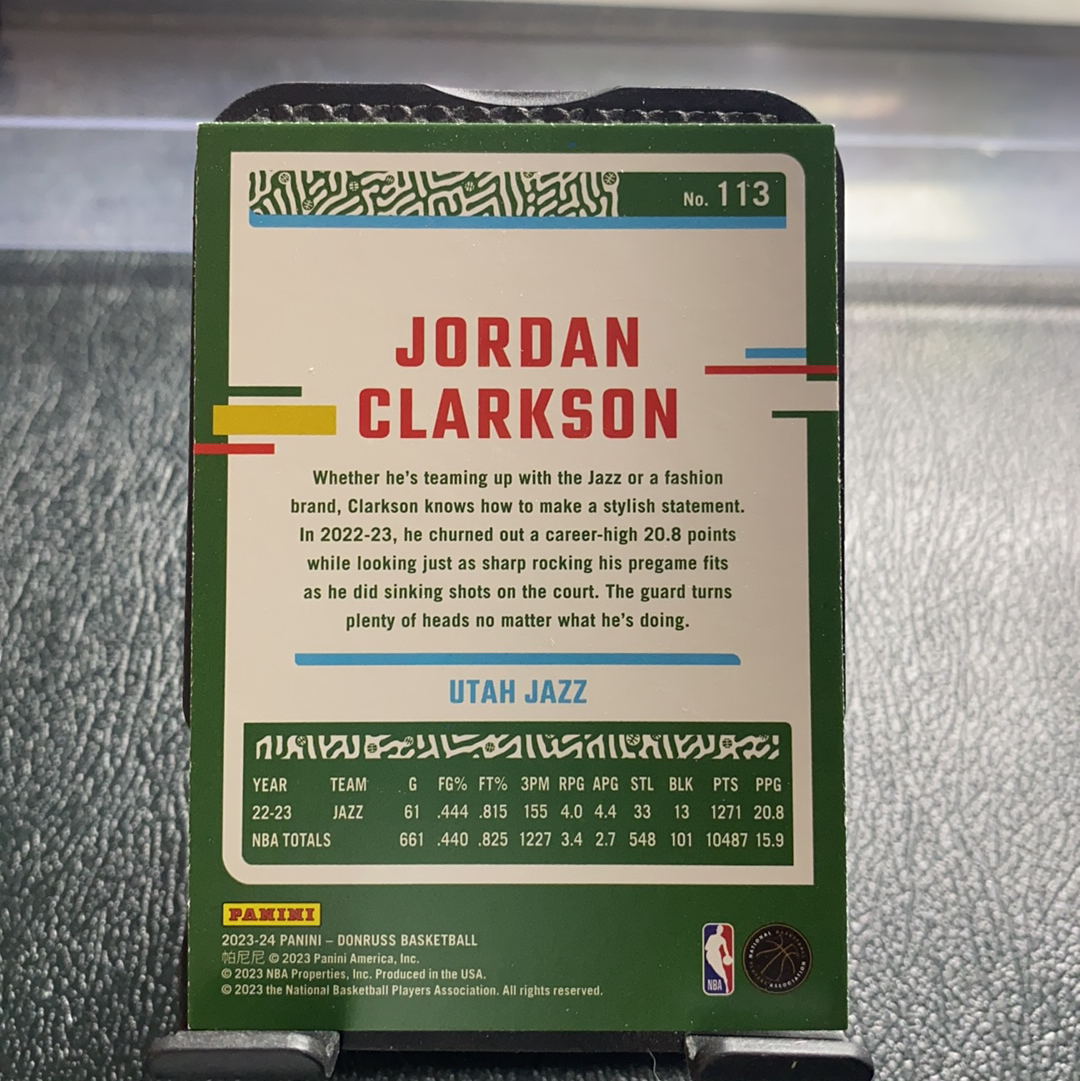 No. 113
JORDAN
CLARKSON
Whether he's teaming up with the Jazz or a fashion
brand, Clarkson knows how to make a stylish statement.
In 2022-23, he churned out a career-high 20.8 points
while looking just as sharp rocking his pregame fits
as he did sinking shots on the court. The guard turns
plenty of heads no matter what he's doing.
UTAH JAZZ
YEAR TEAM G FG% FT% 3PM RPG APG STL BLK PTS PPG
22-23 JAZZ 61 .444 .815 155 4.0 4.4 33 13 1271 20.8
NBA TOTALS 661 .440 .825 1227 3.4 2.7 548 101 10487 15.9
PANINI
2023-24 PANINI – DONRUSS BASKETBALL
帕尼尼 © 2023 Panini America, Inc.
© 2023 NBA Properties, Inc. Produced in the USA.
© 2023 the National Basketball Players Association. All rights reserved.
NBA
NATIONAL BASKETBALL
PLAYERS ASSOCIATION